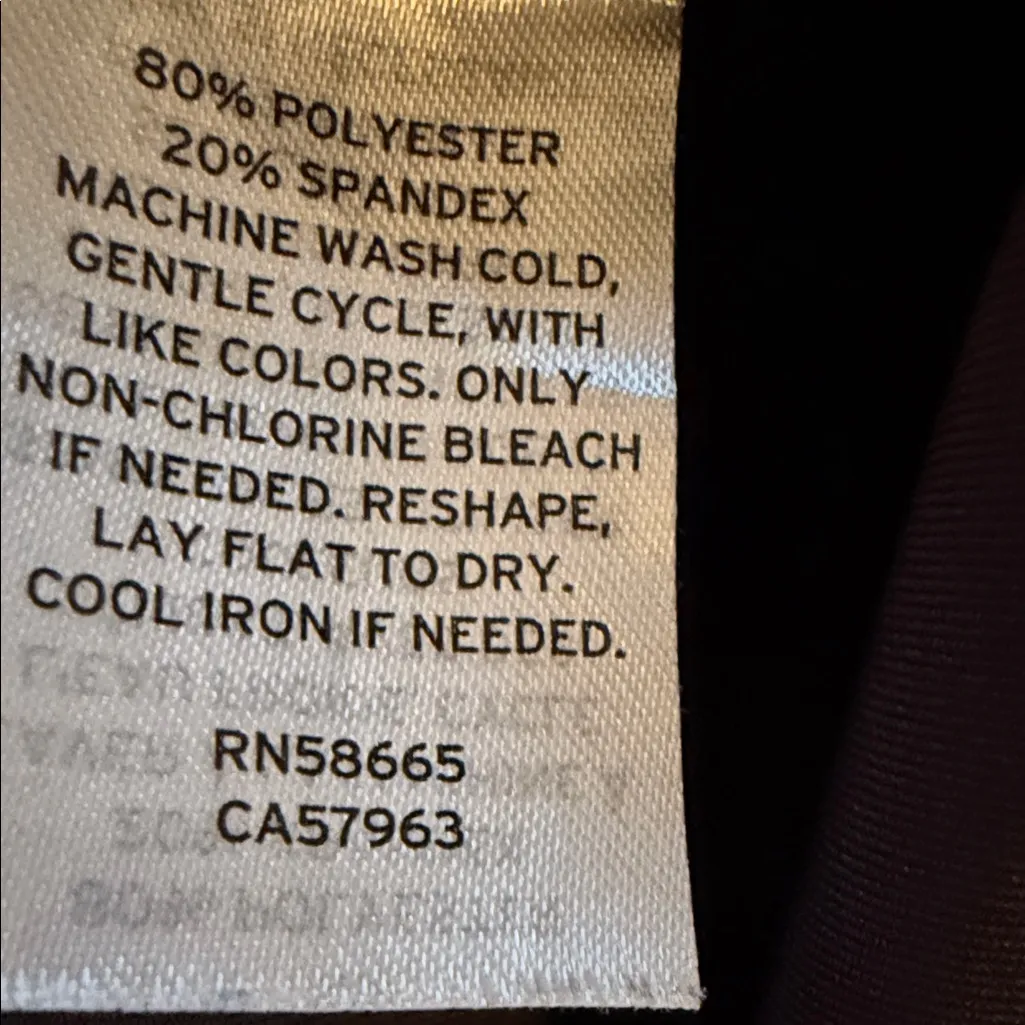 80% POLYESTER
20% SPANDEX
MACHINE WASH COLD,
GENTLE CYCLE, WITH
LIKE COLORS. ONLY
NON-CHLORINE BLEACH
IF NEEDED. RESHAPE,
LAY FLAT TO DRY.
COOL IRON IF NEEDED.
RN58665
CA57963